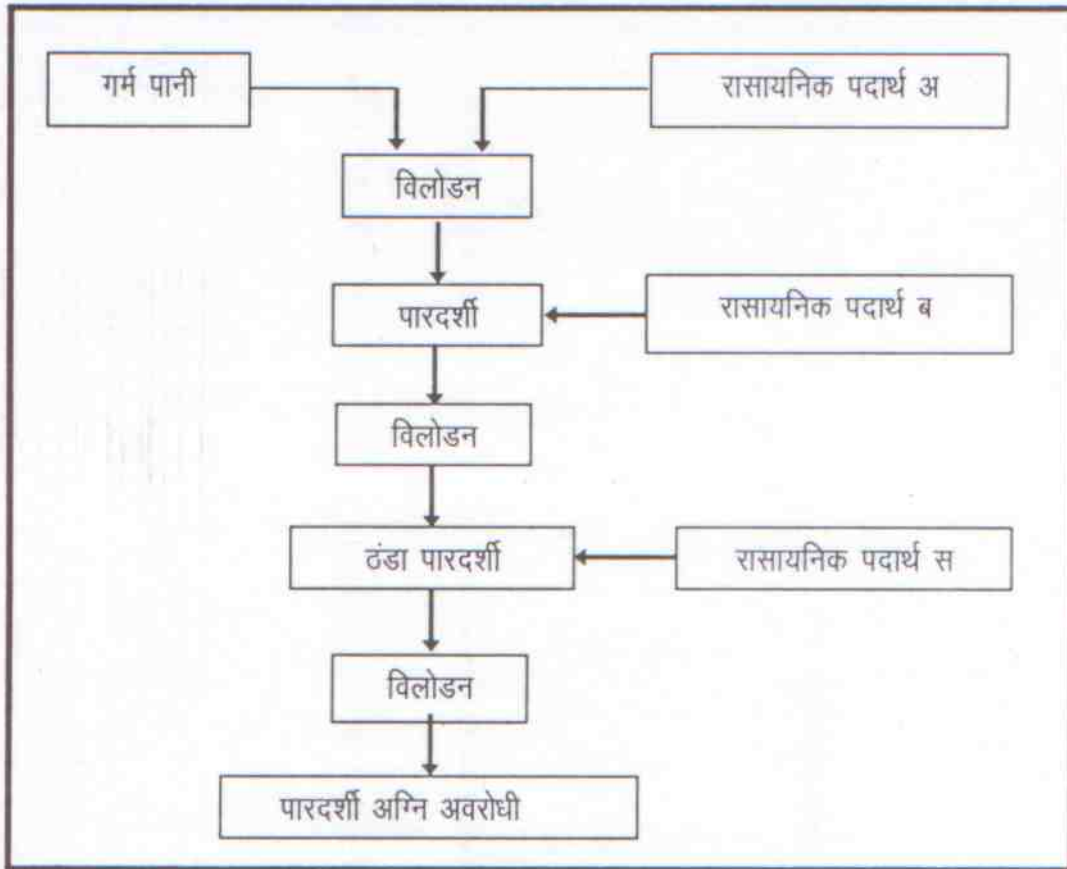 गर्म पानी
रासायनिक पदार्थ अ
विलोडन
पारदर्शी
रासायनिक पदार्थ ब
विलोडन
ठंडा पारदर्शी
रासायनिक पदार्थ स
विलोडन
पारदर्शी अग्नि अवरोधी